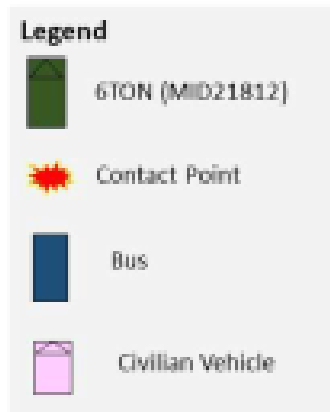 Legend
6TON (MID21812)
Contact Point
Bus
Civilian Vehicle